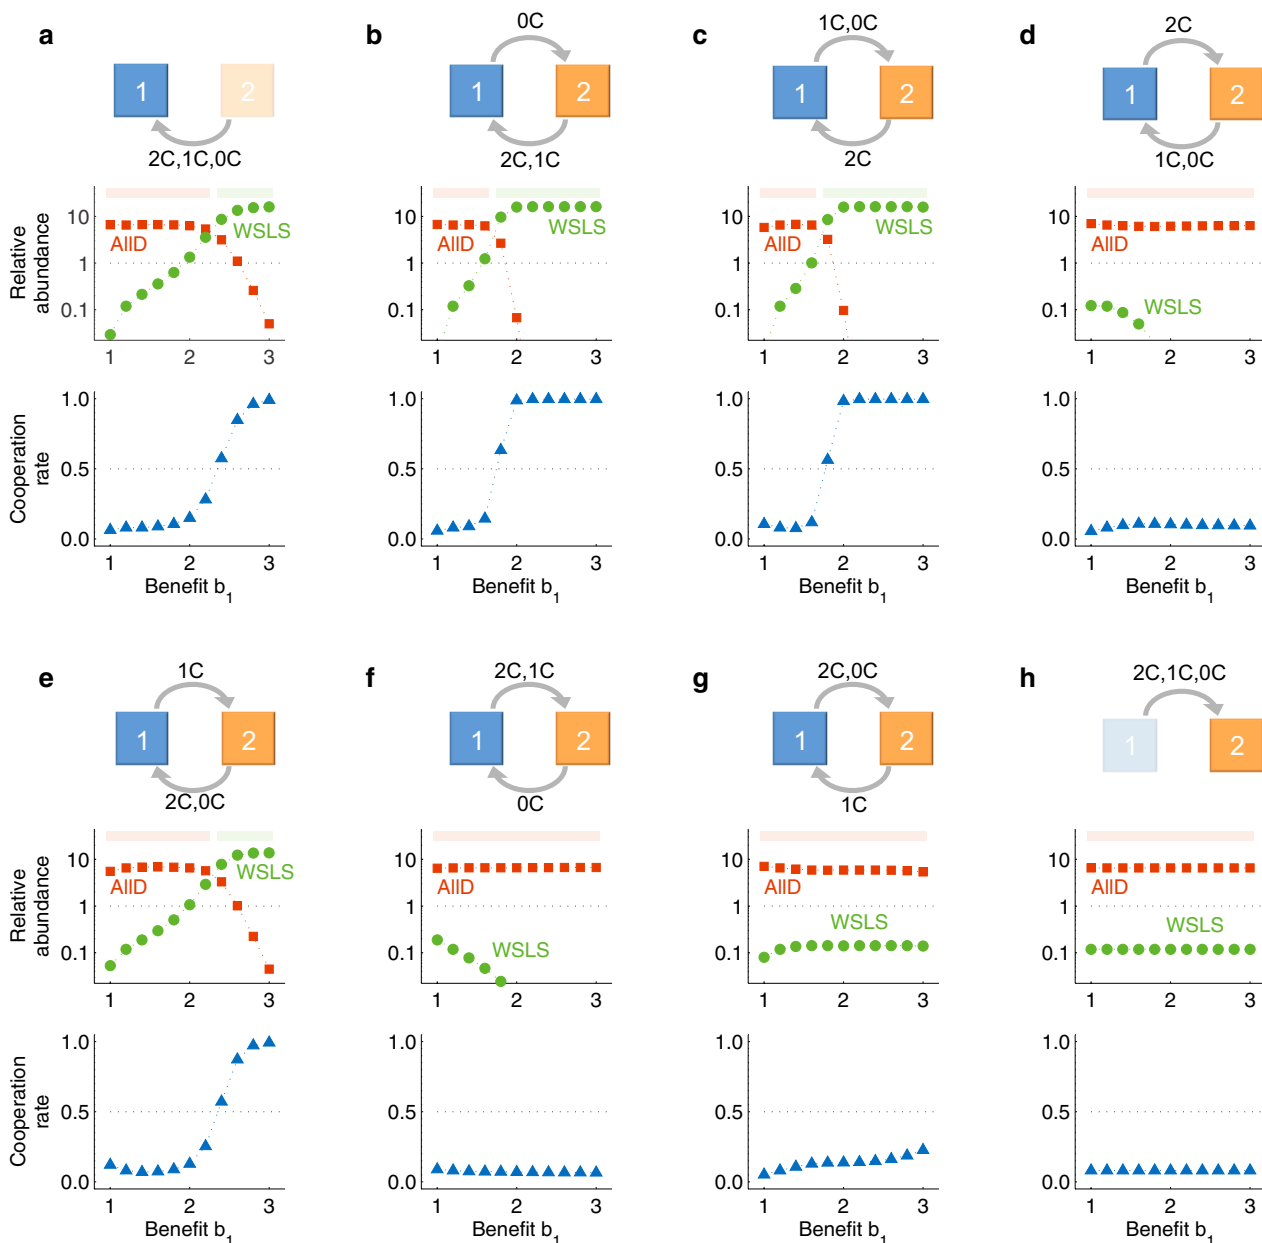 a b c d
0C 1C,0C 2C
1 2 1 2 1 2 1 2
2C,1C,0C 2C,1C 2C 1C,0C
Relative abundance
10 AllD WSLS 10 AllD WSLS 10 AllD WSLS 10 AllD
1 1 1 1
0.1 0.1 0.1 0.1 WSLS
1 2 3 1 2 3 1 2 3 1 2 3
Cooperation rate
1.0 1.0 1.0 1.0
0.5 0.5 0.5 0.5
0.0 0.0 0.0 0.0
1 2 3 1 2 3 1 2 3 1 2 3
Benefit b1 Benefit b1 Benefit b1 Benefit b1
e f g h
1C 2C,1C 2C,0C 2C,1C,0C
1 2 1 2 1 2 1 2
2C,0C 0C 1C
Relative abundance
10 AllD WSLS 10 AllD 10 AllD 10 AllD
1 1 1 WSLS 1 WSLS
0.1 0.1 WSLS 0.1 0.1
1 2 3 1 2 3 1 2 3 1 2 3
Cooperation rate
1.0 1.0 1.0 1.0
0.5 0.5 0.5 0.5
0.0 0.0 0.0 0.0
1 2 3 1 2 3 1 2 3 1 2 3
Benefit b1 Benefit b1 Benefit b1 Benefit b1